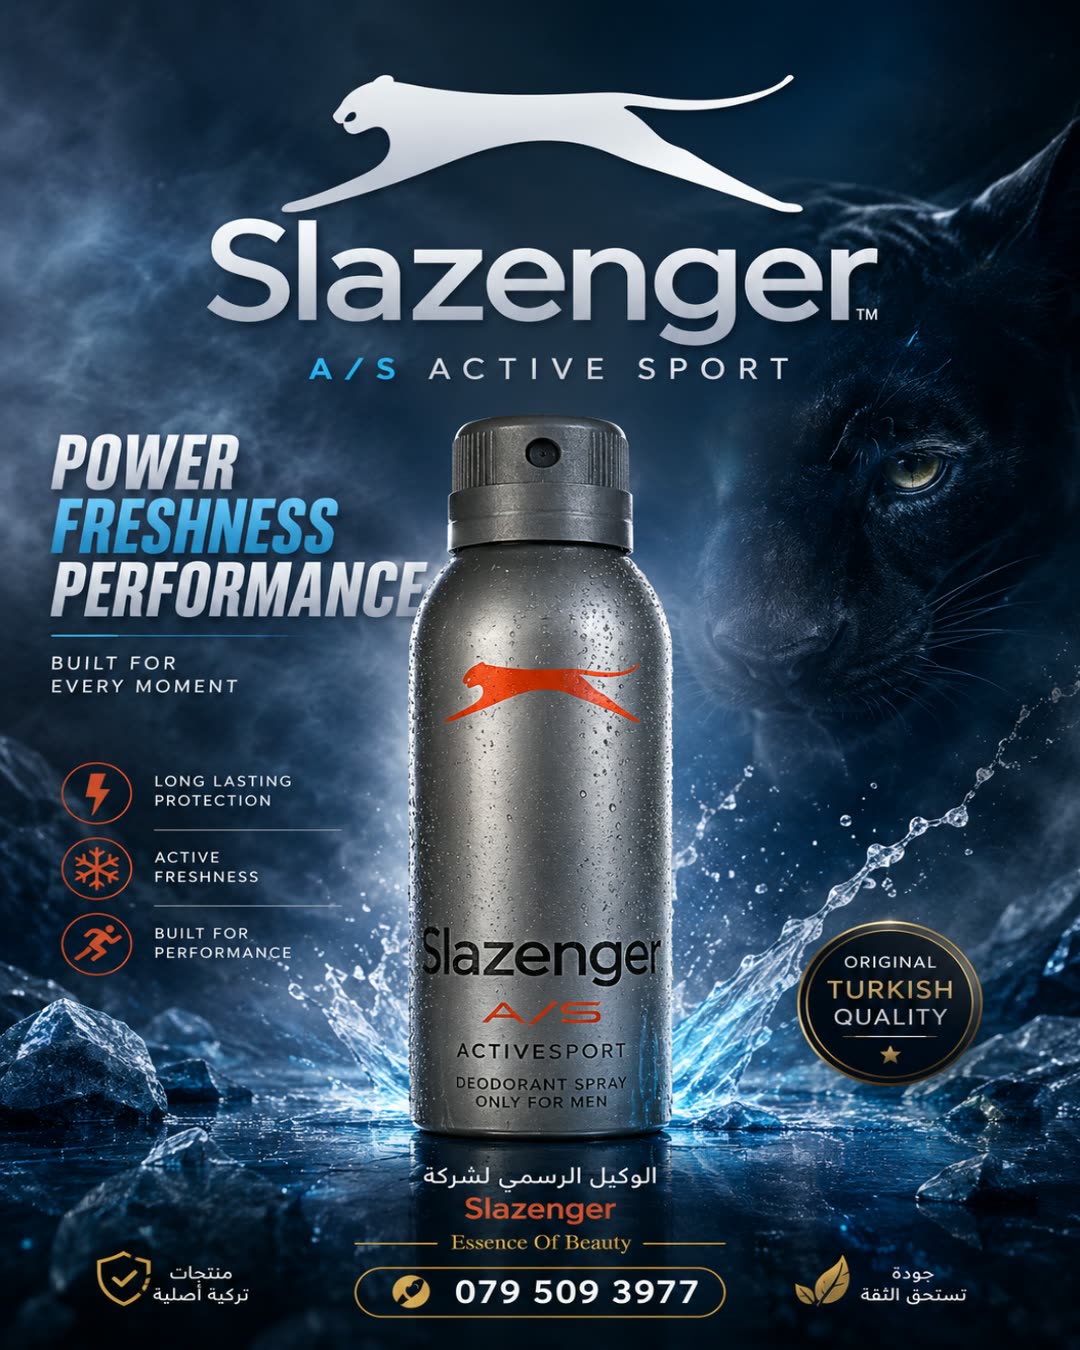 Slazenger™
A/S ACTIVE SPORT
POWER
FRESHNESS
PERFORMANCE
BUILT FOR
EVERY MOMENT
LONG LASTING
PROTECTION
ACTIVE
FRESHNESS
BUILT FOR
PERFORMANCE
Slazenger
A/S
ACTIVESPORT
DEODORANT SPRAY
ONLY FOR MEN
ORIGINAL
TURKISH
QUALITY
الوكيل الرسمي لشركة
Slazenger
Essence Of Beauty
079 509 3977
منتجات
تركية أصلية
جودة
تستحق الثقة